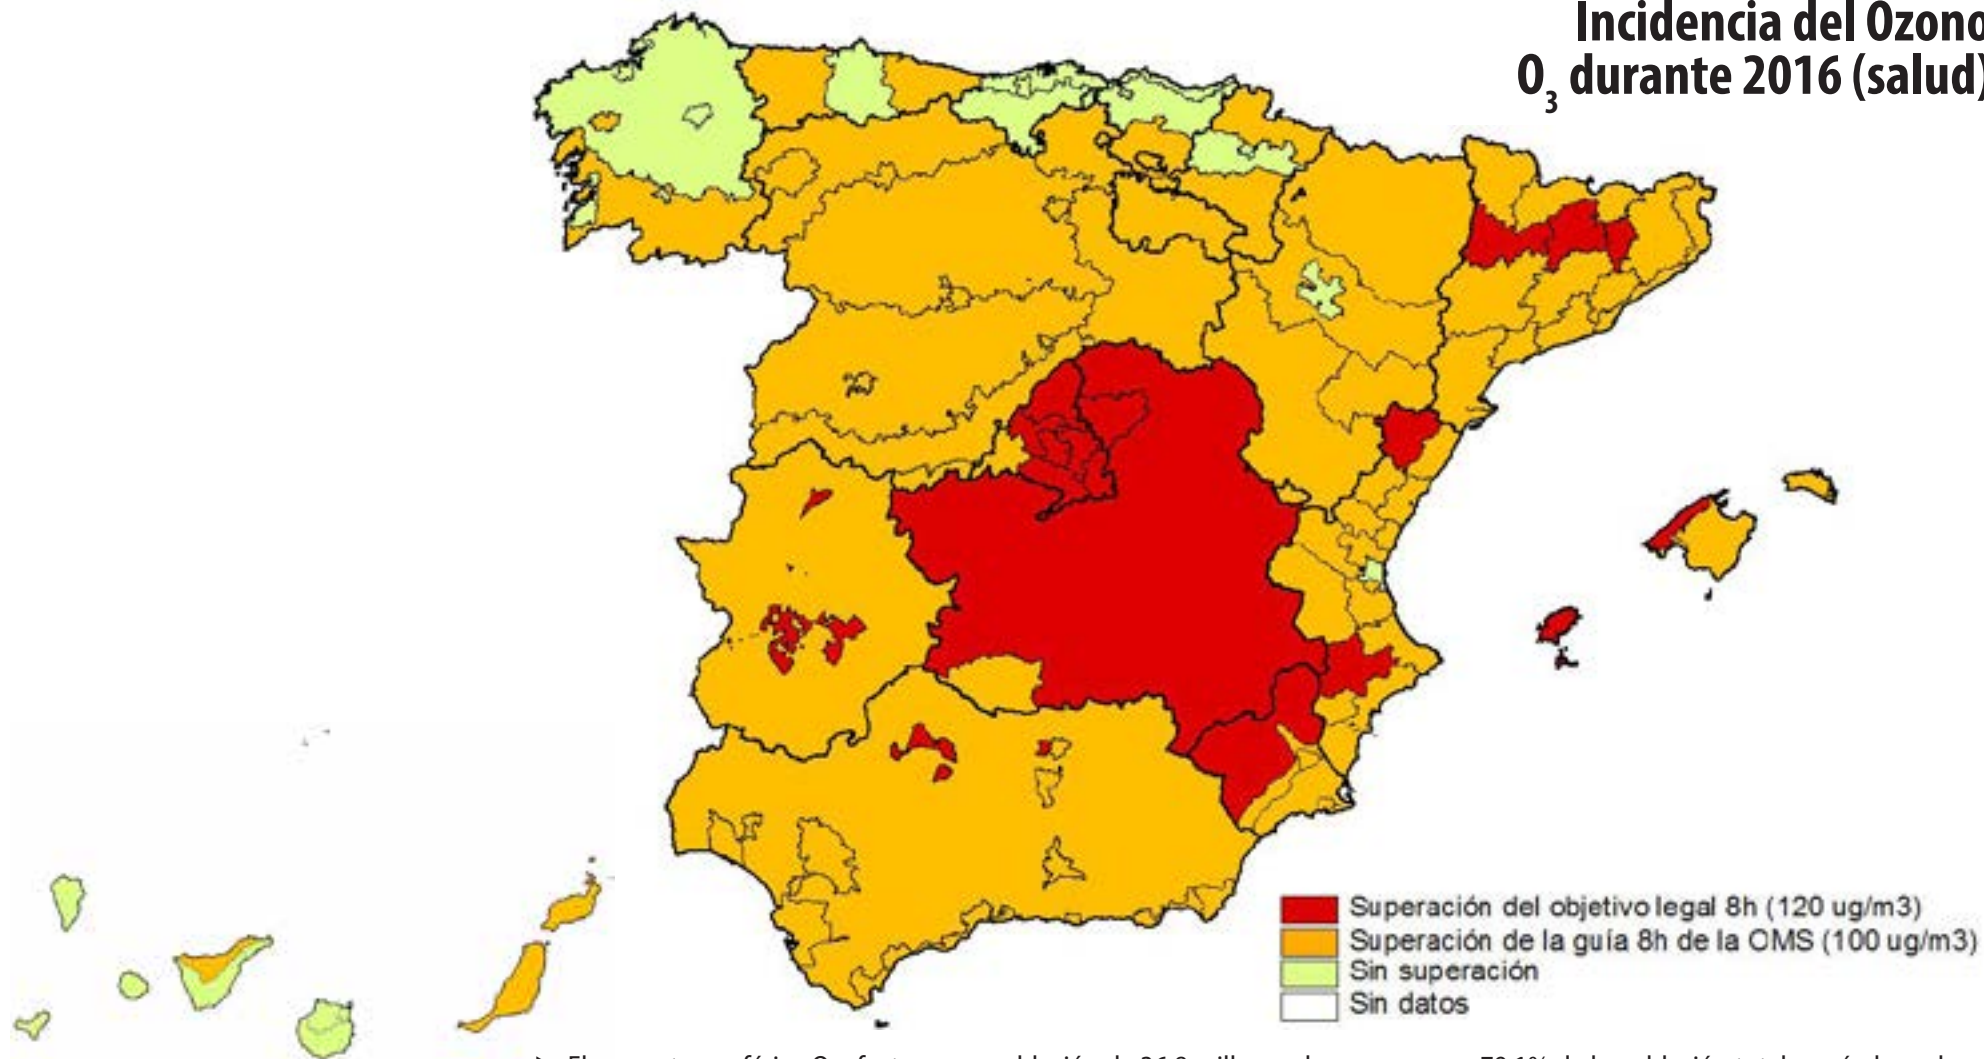 Incidencia del Ozono
O₃ durante 2016 (salud)
Superación del objetivo legal 8h (120 ug/m3)
Superación de la guía 8h de la OMS (100 ug/m3)
Sin superación
Sin datos